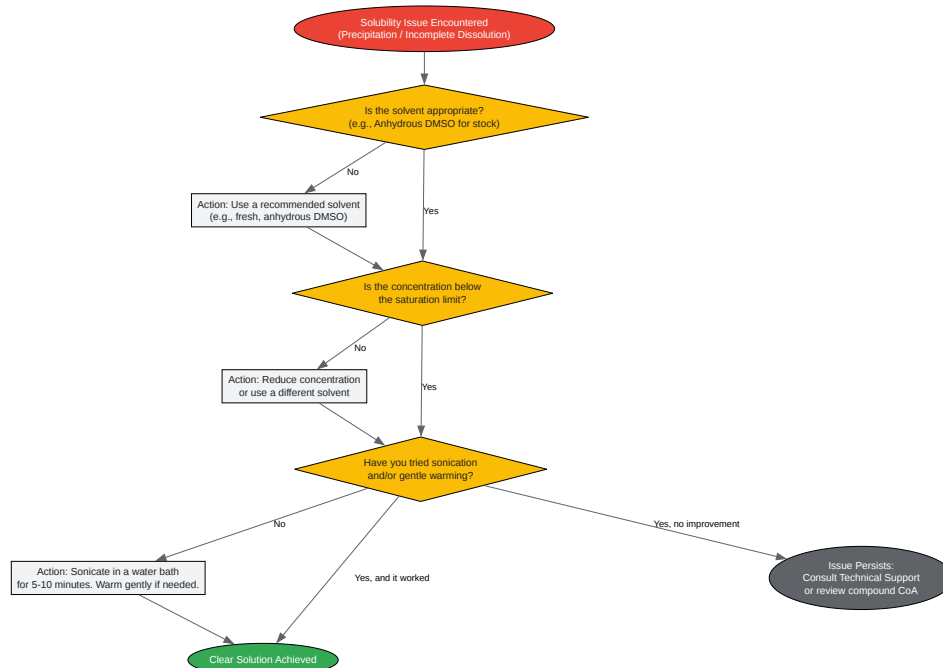 Solubility Issue Encountered
(Precipitation / Incomplete Dissolution)
Is the solvent appropriate?
(e.g., Anhydrous DMSO for stock)
No
Action: Use a recommended solvent
(e.g., fresh, anhydrous DMSO)
Yes
Is the concentration below
the saturation limit?
No
Action: Reduce concentration
or use a different solvent
Yes
Have you tried sonication
and/or gentle warming?
No
Yes, no improvement
Action: Sonicate in a water bath
for 5-10 minutes. Warm gently if needed.
Yes, and it worked
Issue Persists:
Consult Technical Support
or review compound CoA
Clear Solution Achieved